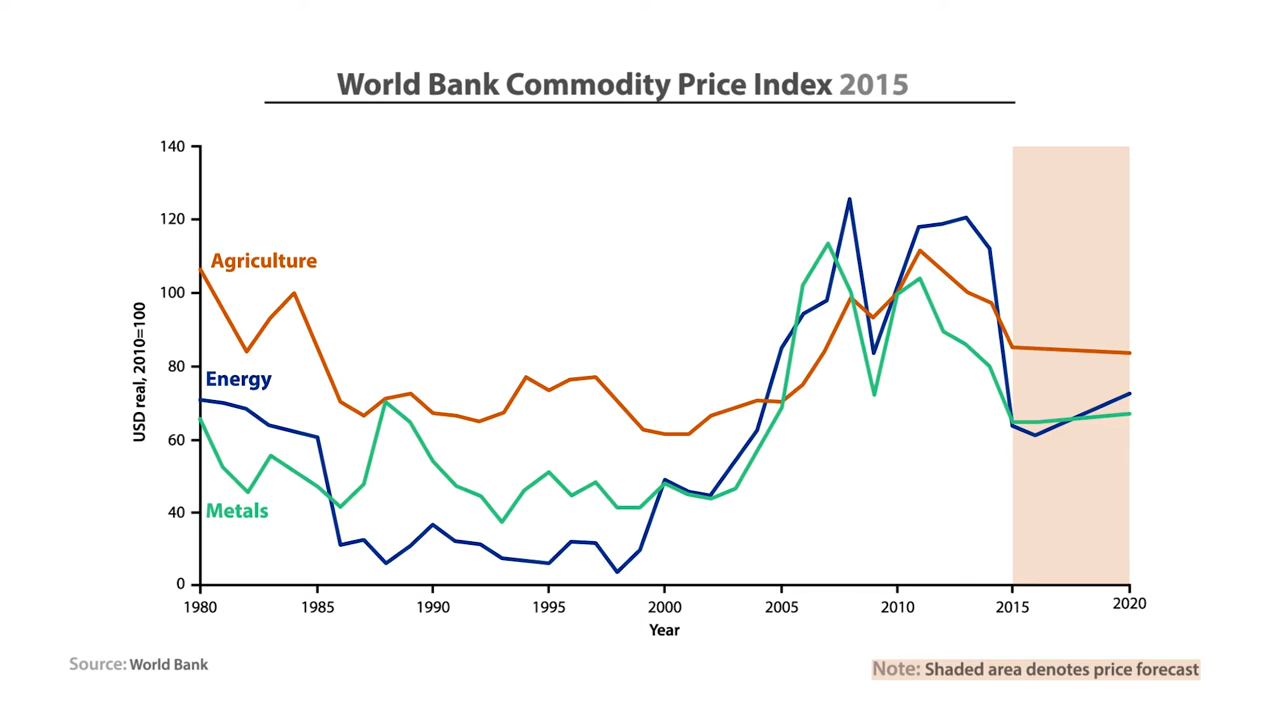 World Bank Commodity Price Index 2015
140
120
100
80
60
40
0
USD real, 2010=100
Agriculture
Energy
Metals
1980 1985 1990 1995 2000 2005 2010 2015 2020
Year
Source: World Bank
Note: Shaded area denotes price forecast